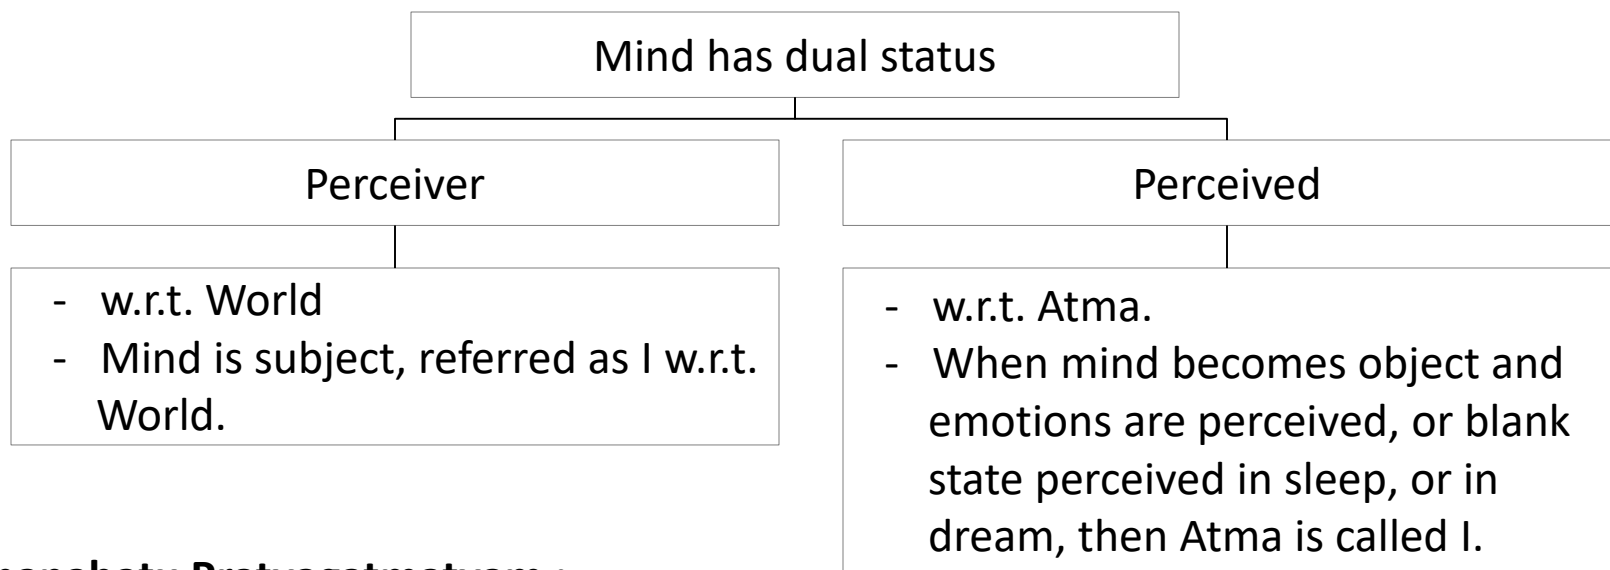 Mind has dual status
Perceiver
Perceived
- w.r.t. World
- Mind is subject, referred as I w.r.t.
World.
- w.r.t. Atma.
- When mind becomes object and
emotions are perceived, or blank
state perceived in sleep, or in
dream, then Atma is called I.
Pratyagatmatvam :